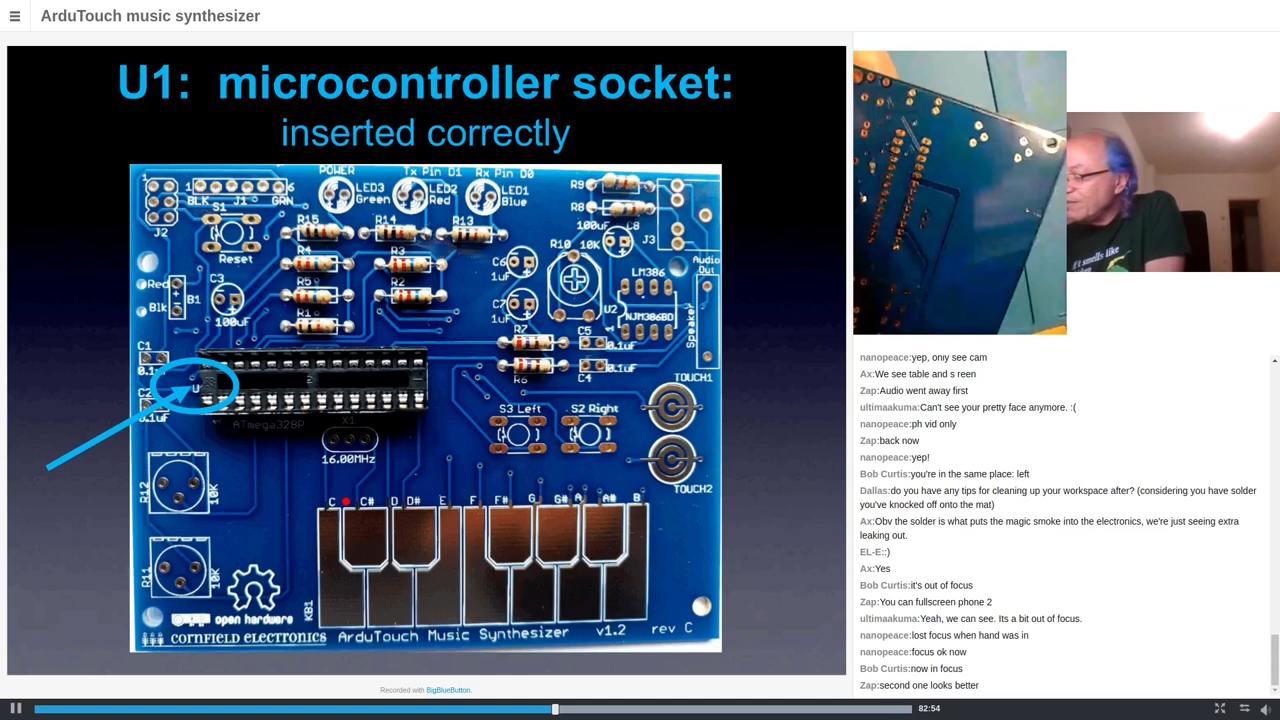 ArduTouch music synthesizer
U1: microcontroller socket:
inserted correctly
POWER
Tx Pin D1
Rx Pin D0
1
1
6
BLK J1 GRN
LED3
Green
LED2
Red
LED1
Blue
R9
R8
S1
J2
R15
R14
R13
100uF
C8
J3
Reset
R4
R3
C6
1uF
R10 10K
LM386
Audio
Out
Red
Blk
B1
C3
100uF
R5
R2
C7
1uF
U2
NJM386BD
1
Speaker
R1
R7
C5
0.1uF
C1
R6
C4
0.1uF
TOUCH1
C2
0.1uF
ATmega328P
X1
16.00MHz
S3 Left
S2 Right
TOUCH2
R12
10K
C
C#
D
D#
E
F
F#
G
G#
A
A#
B
R11
10K
KB1
open hardware
CORNFIELD ELECTRONICS
ArduTouch Music Synthesizer
v1.2
rev C
Recorded with BigBlueButton.
nanopeace:yep, only see cam
Ax:We see table and s reen
Zap:Audio went away first
ultimaakuma:Can't see your pretty face anymore. :(
nanopeace:ph vid only
Zap:back now
nanopeace:yep!
Bob Curtis:you're in the same place: left
Dallas:do you have any tips for cleaning up your workspace after? (considering you have solder
you've knocked off onto the mat)
Ax:Obv the solder is what puts the magic smoke into the electronics, we're just seeing extra
leaking out.
EL-E::)
Ax:Yes
Bob Curtis:it's out of focus
Zap:You can fullscreen phone 2
ultimaakuma:Yeah, we can see. Its a bit out of focus.
nanopeace:lost focus when hand was in
nanopeace:focus ok now
Bob Curtis:now in focus
Zap:second one looks better
82:54